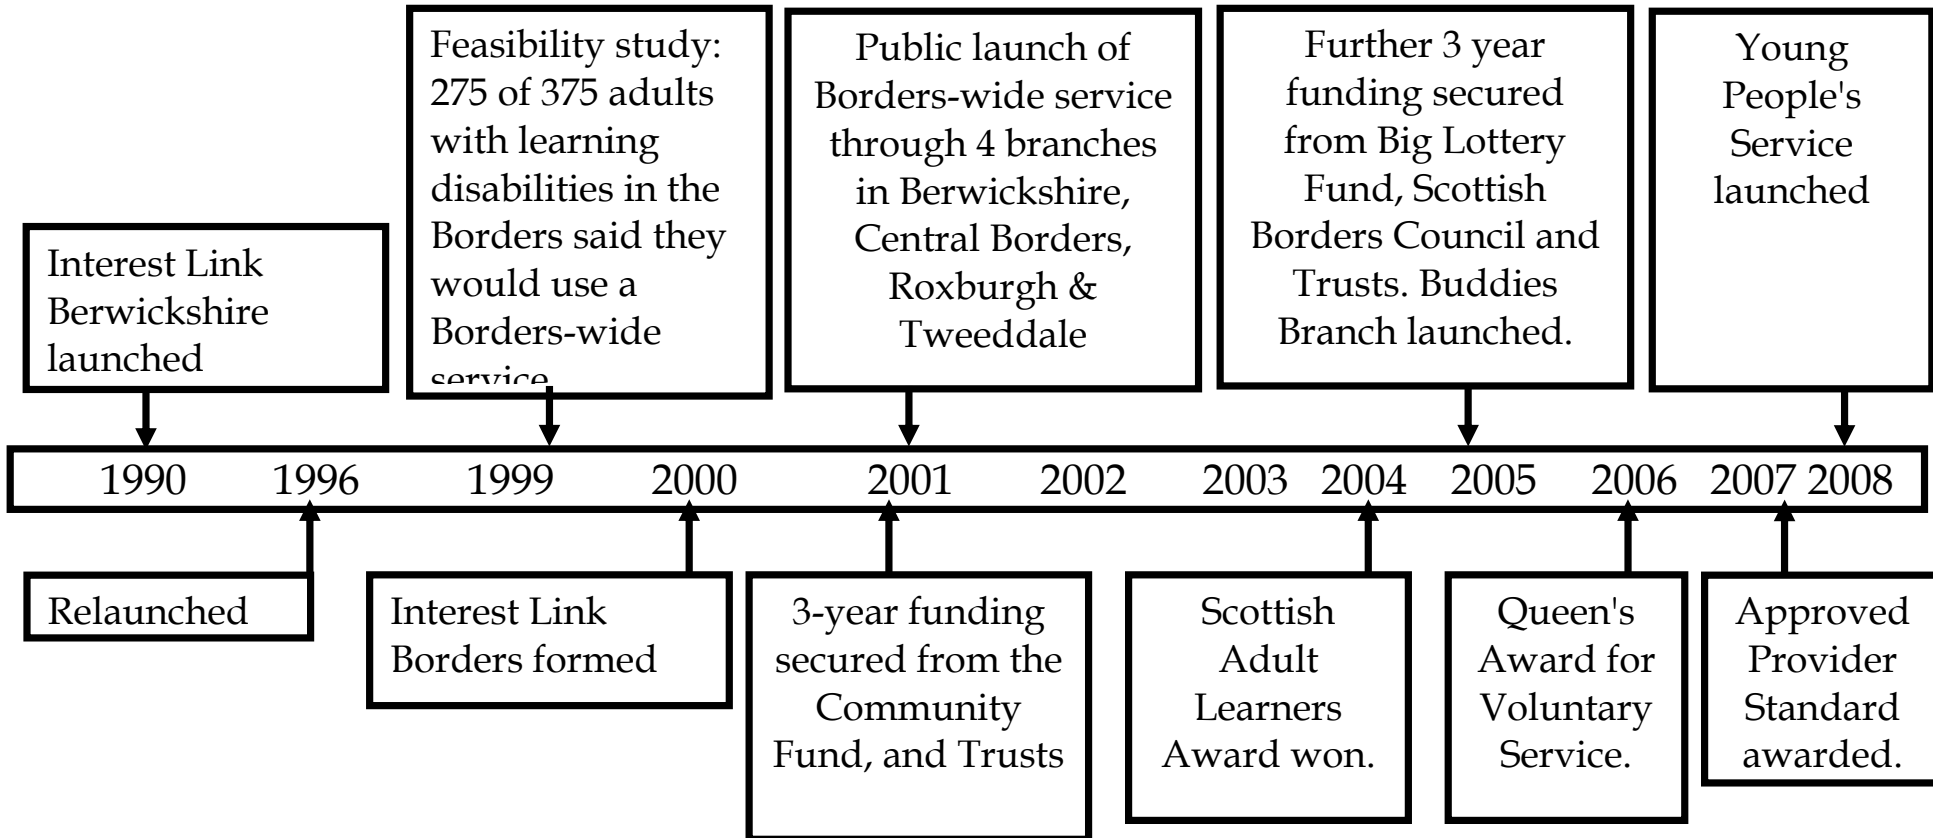 Feasibility study:
275 of 375 adults
with learning
disabilities in the
Borders said they
would use a
Borders-wide
service
Public launch of
Borders-wide service
through 4 branches
in Berwickshire,
Central Borders,
Roxburgh &
Tweeddale
Further 3 year
funding secured
from Big Lottery
Fund, Scottish
Borders Council and
Trusts. Buddies
Branch launched.
Young
People's
Service
launched
Interest Link
Berwickshire
launched
1990 1996 1999 2000 2001 2002 2003 2004 2005 2006 2007 2008
Relaunched
Interest Link
Borders formed
3-year funding
secured from the
Community
Fund, and Trusts
Scottish
Adult
Learners
Award won.
Queen's
Award for
Voluntary
Service.
Approved
Provider
Standard
awarded.